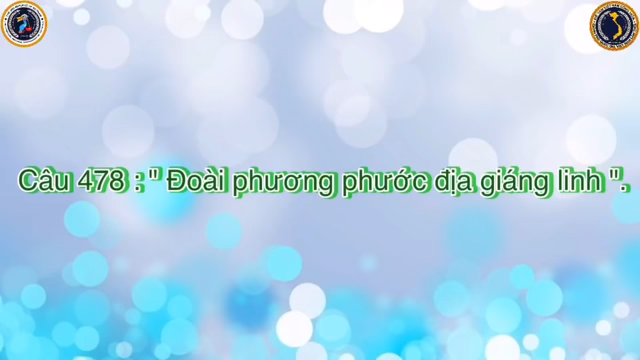 Câu 478 : " Đoài phương phước địa giáng linh ".